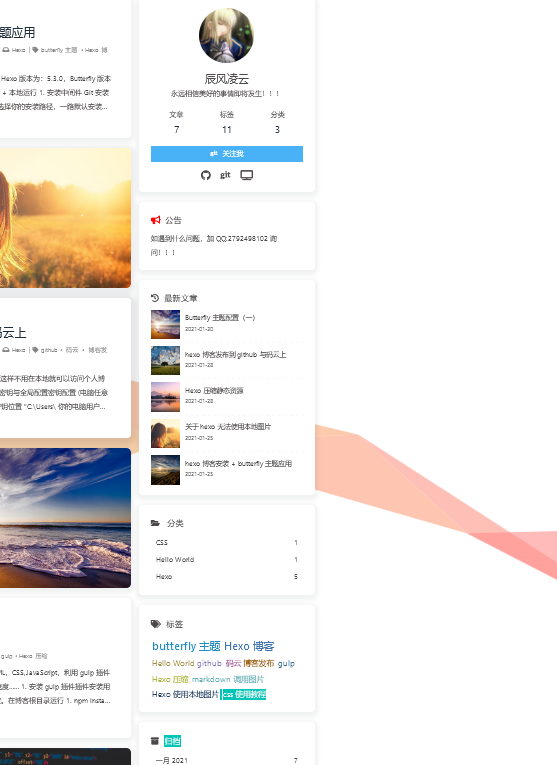 题应用
Hexo | butterfly 主题 • Hexo 博
Hexo 版本为：5.3.0，Butterfly 版本
+ 本地运行 1. 安装中间件 Git 安装
选择你的安装路径，一路默认安装...
码云上
Hexo | github • 码云 • 博客发
这样不用在本地就可以访问个人博
密钥与全局配置密钥配置 (电脑任意
钥位置 "C:\Users\ 你的电脑用户...
gulp • Hexo 压缩
ML，CSS,JavaScript，利用 gulp 插件
速度..... 1. 安装 gulp 插件插件安装用
。在博客根目录运行 1. npm insta...
辰风凌云
永远相信美好的事情即将发生！！！
文章 标签 分类
7 11 3
git 关注我
git
公告
如遇到什么问题，加 QQ:2792498102 询
问！！！
最新文章
Butterfly 主题配置（一）
2021-01-20
hexo 博客发布到 github 与码云上
2021-01-28
Hexo 压缩静态资源
2021-01-28
关于 hexo 无法使用本地图片
2021-01-25
hexo 博客安装 + butterfly 主题应用
2021-01-25
分类
CSS 1
Hello World 1
Hexo 5
标签
butterfly 主题 Hexo 博客
Hello World github 码云 博客发布 gulp
Hexo 压缩 markdown 调用图片
Hexo 使用本地图片 css 使用教程
归档
一月 2021 7